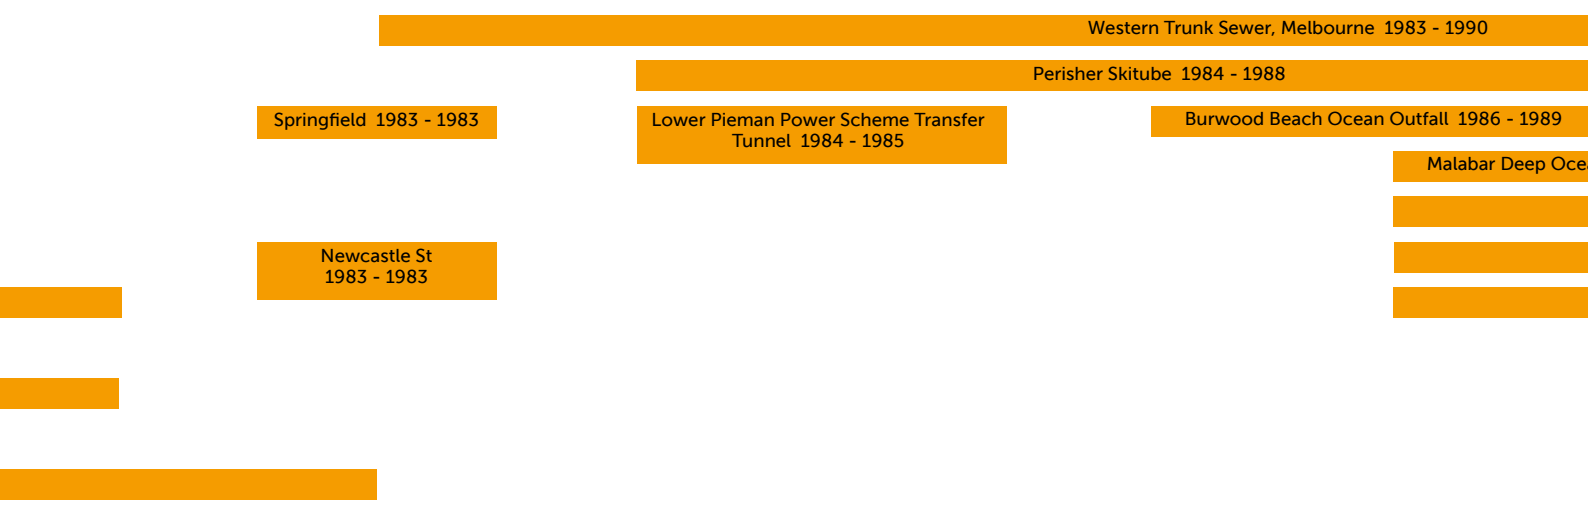 Western Trunk Sewer, Melbourne 1983 - 1990
Perisher Skitube 1984 - 1988
Springfield 1983 - 1983
Lower Pieman Power Scheme Transfer
Tunnel 1984 - 1985
Burwood Beach Ocean Outfall 1986 - 1989
Malabar Deep
Newcastle St
1983 - 1983